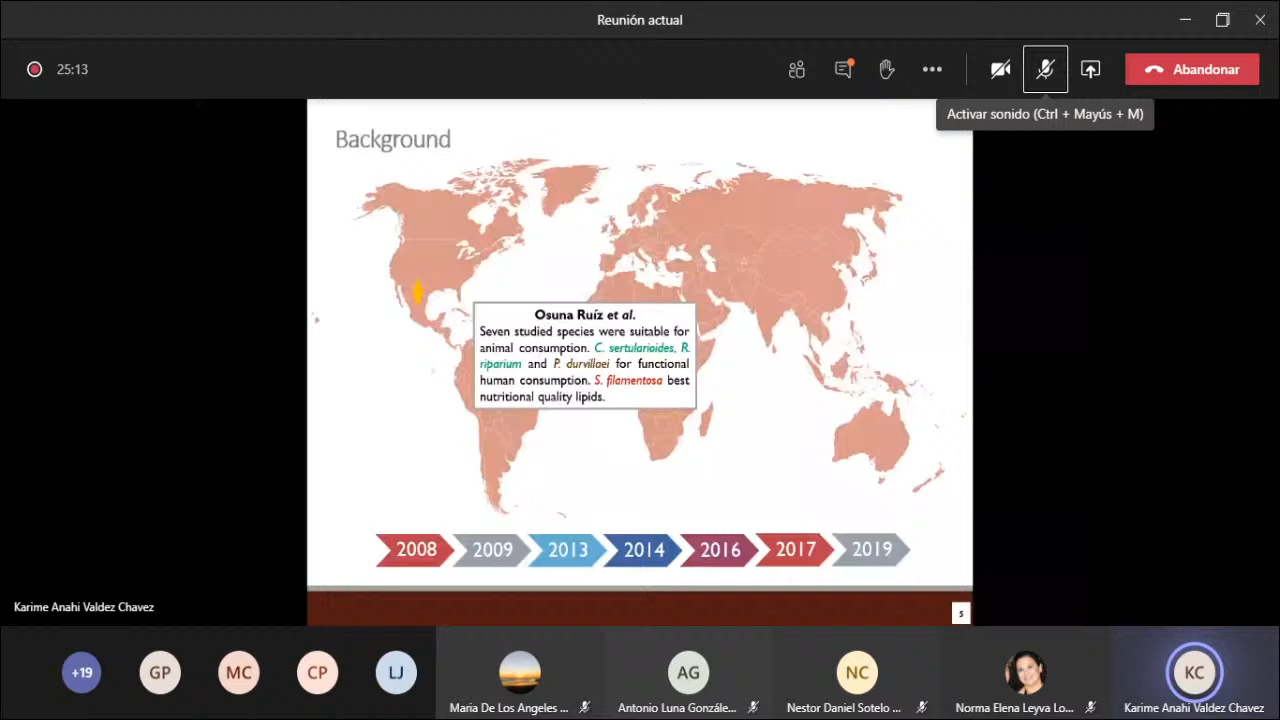 Reunión actual
25:13
Abandonar
Activar sonido (Ctrl + Mayús + M)
Background
Osuna Ruíz et al.
Seven studied species were suitable for
animal consumption. C. sertularioides, R.
riparium and P. durvillaei for functional
human consumption. S. filamentosa best
nutritional quality lipids.
2008 2009 2013 2014 2016 2017 2019
Karime Anahi Valdez Chavez
5
+19 GP MC CP LJ AG NC KC
Maria De Los Angeles ... Antonio Luna Gonzále... Nestor Daniel Sotelo ... Norma Elena Leyva Lo... Karime Anahi Valdez Chavez